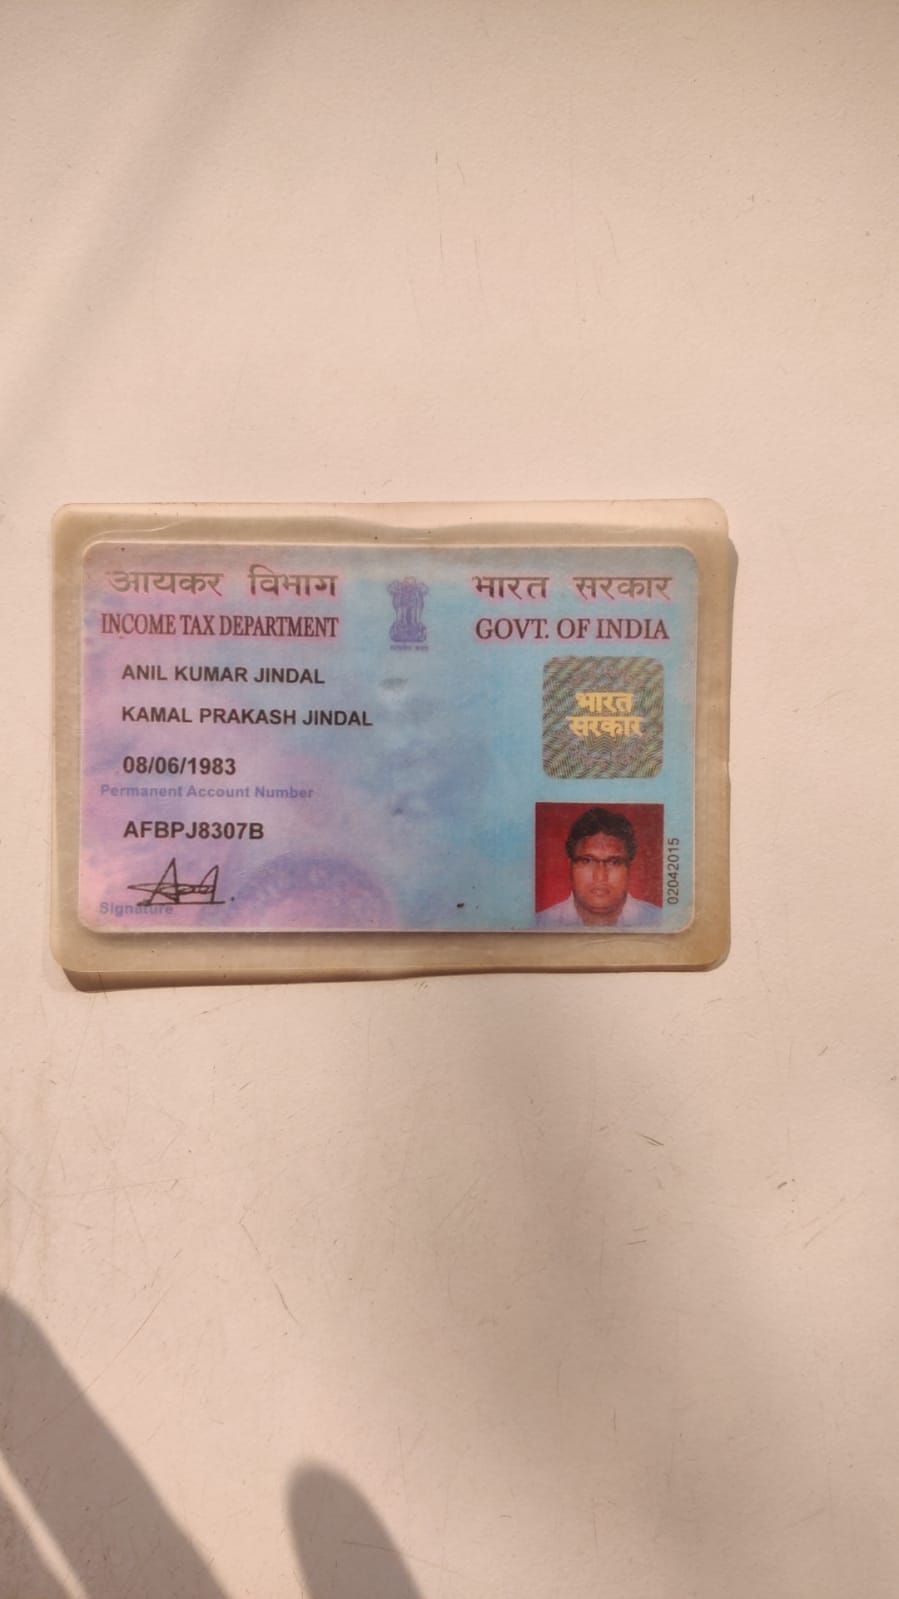 आयकर विभाग
INCOME TAX DEPARTMENT
भारत सरकार
GOVT. OF INDIA
ANIL KUMAR JINDAL
KAMAL PRAKASH JINDAL
08/06/1983
Permanent Account Number
AFBPJ8307B
Signature
भारत
सरकार
02042015